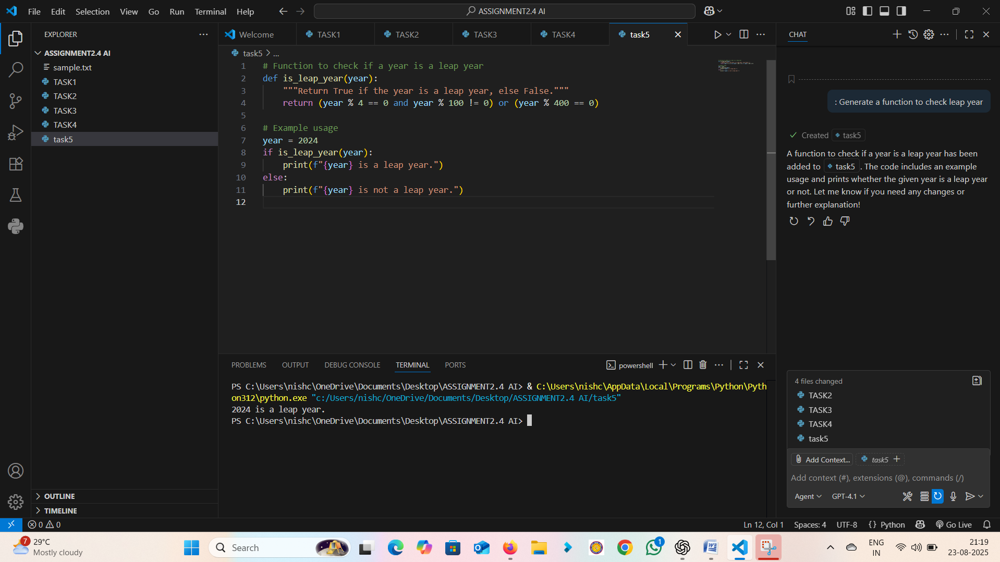 File Edit Selection View Go Run Terminal Help
ASSIGNMENT2.4 AI
EXPLORER
ASSIGNMENT2.4 AI
sample.txt
TASK1
TASK2
TASK3
TASK4
task5
OUTLINE
TIMELINE
Welcome TASK1 TASK2 TASK3 TASK4 task5
task5 > ...
1 # Function to check if a year is a leap year
2 def is_leap_year(year):
3 """Return True if the year is a leap year, else False."""
4 return (year % 4 == 0 and year % 100 != 0) or (year % 400 == 0)
5
6 # Example usage
7 year = 2024
8 if is_leap_year(year):
9 print(f"{year} is a leap year.")
10 else:
11 print(f"{year} is not a leap year.")
12
PROBLEMS OUTPUT DEBUG CONSOLE TERMINAL PORTS
powershell
PS C:\Users\nishc\OneDrive\Documents\Desktop\ASSIGNMENT2.4 AI> & C:\Users\nishc\AppData\Local\Programs\Python\Pyth
on312\python.exe "c:/Users/nishc/OneDrive/Documents/Desktop/ASSIGNMENT2.4 AI/task5"
2024 is a leap year.
PS C:\Users\nishc\OneDrive\Documents\Desktop\ASSIGNMENT2.4 AI>
CHAT
: Generate a function to check leap year
Created task5
A function to check if a year is a leap year has been
added to task5 . The code includes an example
usage and prints whether the given year is a leap year
or not. Let me know if you need any changes or
further explanation!
4 files changed
TASK2
TASK3
TASK4
task5
Add Context... task5
Add context (#), extensions (@), commands (/)
Agent GPT-4.1
0 0
Ln 12, Col 1 Spaces: 4 UTF-8 {} Python Go Live
7
29°C
Mostly cloudy
Search
1
ENG
IN
21:19
23-08-2025